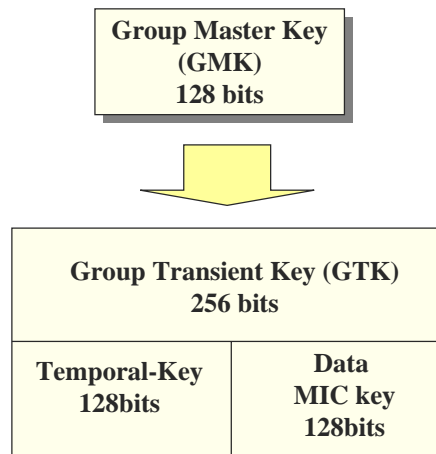 Group Master Key
(GMK)
128 bits
Group Transient Key (GTK)
256 bits
Temporal-Key
128bits
Data
MIC key
128bits